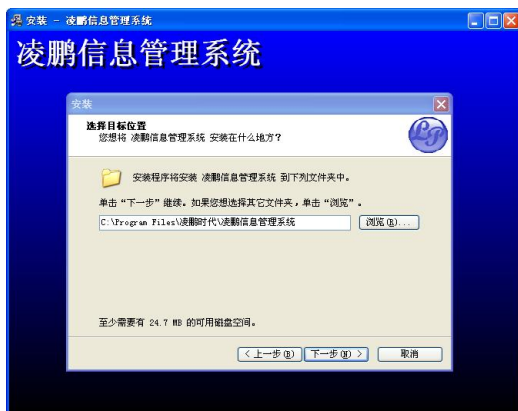 安装 - 凌鹏信息管理系统
凌鹏信息管理系统
安装
选择目标位置
您想将 凌鹏信息管理系统 安装在什么地方?
LP
安装程序将安装 凌鹏信息管理系统 到下列文件夹中。
单击“下一步”继续。如果您想选择其它文件夹,单击“浏览”。
C:\Program Files\凌鹏时代\凌鹏信息管理系统
浏览(R)...
至少需要有 24.7 MB 的可用磁盘空间。
< 上一步(B) 下一步(N) > 取消